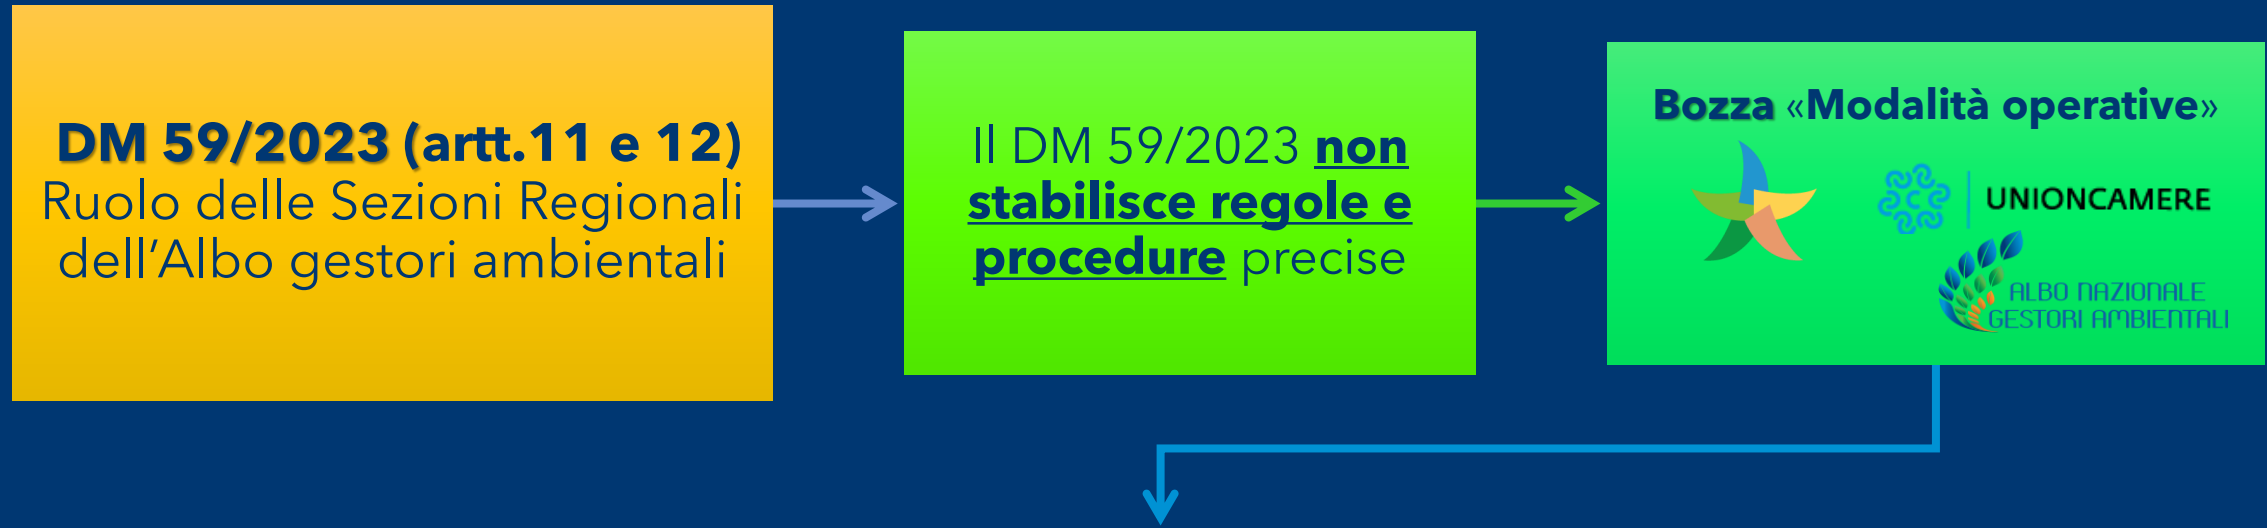 DM 59/2023 (artt.11 e 12)
Ruolo delle Sezioni Regionali
dell’Albo gestori ambientali
Il DM 59/2023 non
stabilisce regole e
procedure precise
Bozza «Modalità operative»
UNIONCAMERE
ALBO NAZIONALE
GESTORI AMBIENTALI